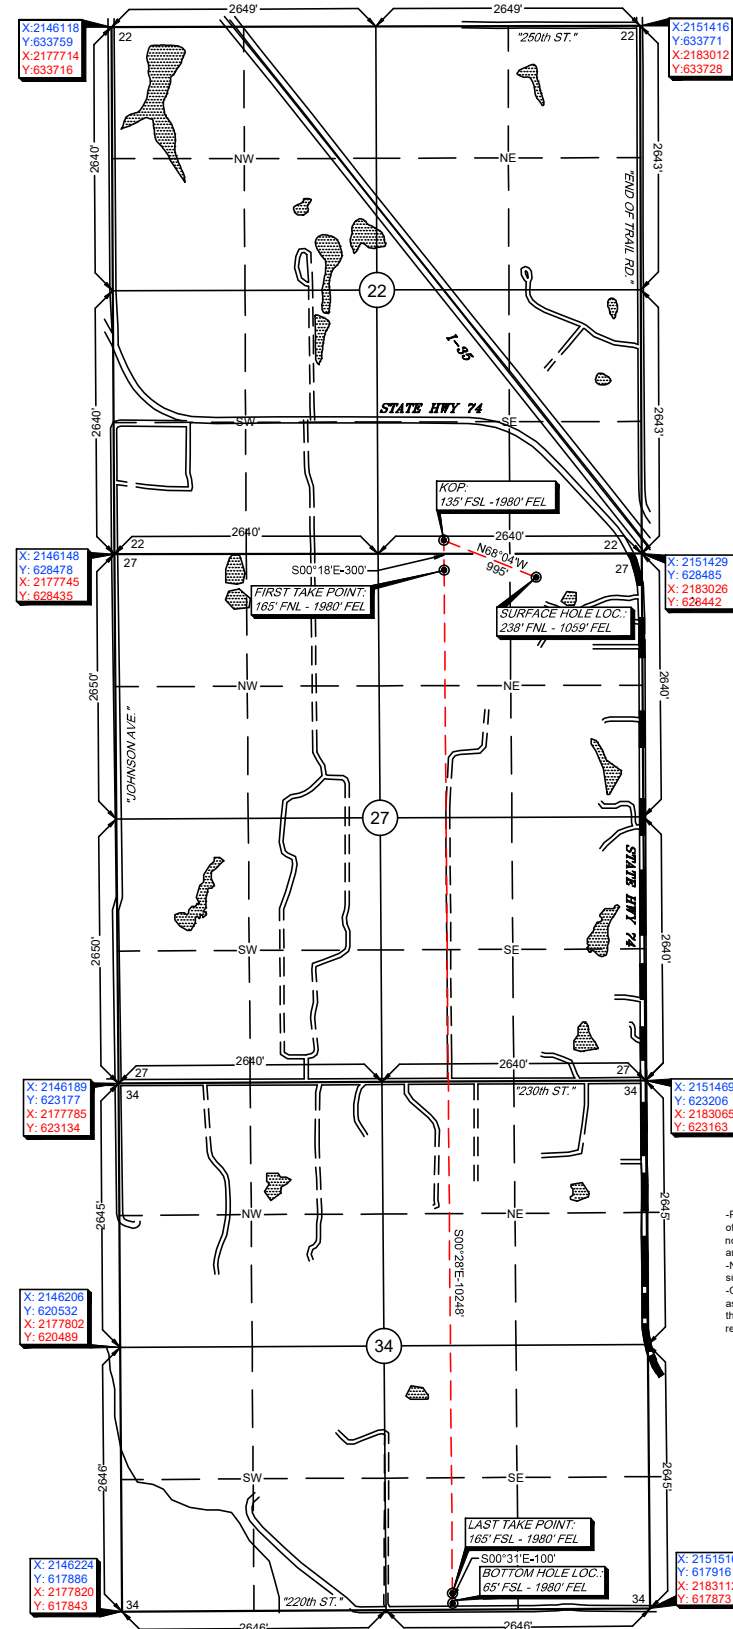 2649'
2649'
X:2146118
Y:633759
X:2177714
Y:633716
22
"250th ST."
22
X:2151416
Y:633771
X:2183012
Y:633728
2640'
NW
NE
2643'
"END OF TRAIL RD."
22
I-35
2640'
STATE HWY 74
SW
SE
2643'
KOP:
135' FSL -1980' FEL
2640'
2640'
22
22
27
27
X: 2146148
Y: 628478
X: 2177745
Y: 628435
S00°18'E-300'
N68°04'W
995'
X: 2151429
Y: 628485
X: 2183026
Y: 628442
FIRST TAKE POINT:
165' FNL - 1980' FEL
SURFACE HOLE LOC.:
238' FNL - 1059' FEL
2650'
NW
NE
2640'
"JOHNSON AVE."
27
STATE HWY 74
2650'
SW
SE
2640'
2640'
2640'
27
27
X: 2146189
Y: 623177
X: 2177785
Y: 623134
34
"230th ST."
34
X: 2151469
Y: 623206
X: 2183065
Y: 623163
2645'
NW
NE
2645'
S00°28'E-10248'
X: 2146206
Y: 620532
X: 2177802
Y: 620489
34
2646'
SW
SE
2645'
LAST TAKE POINT:
165' FSL - 1980' FEL
S00°31'E-100'
BOTTOM HOLE LOC.:
65' FSL - 1980' FEL
X: 2146224
Y: 617886
X: 2177820
Y: 617843
34
"220th ST."
34
X: 2151516
Y: 617916
X: 2183112
Y: 617873
2646'
2646'